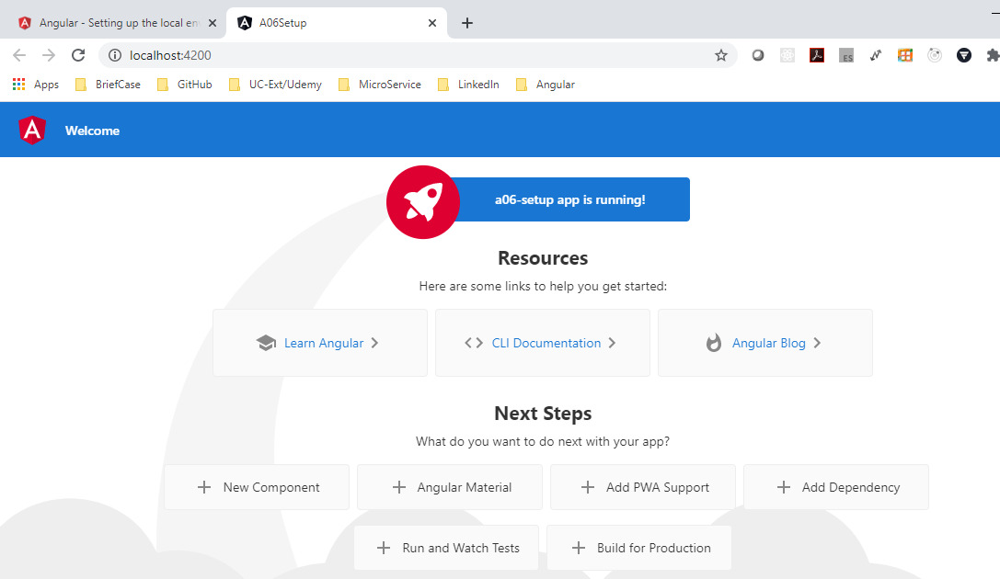 Angular - Setting up the local en
A06Setup
localhost:4200
Apps BriefCase GitHub UC-Ext/Udemy MicroService LinkedIn Angular
A Welcome
a06-setup app is running!
Resources
Here are some links to help you get started:
Learn Angular CLI Documentation Angular Blog
Next Steps
What do you want to do next with your app?
New Component Angular Material Add PWA Support Add Dependency
Run and Watch Tests Build for Production